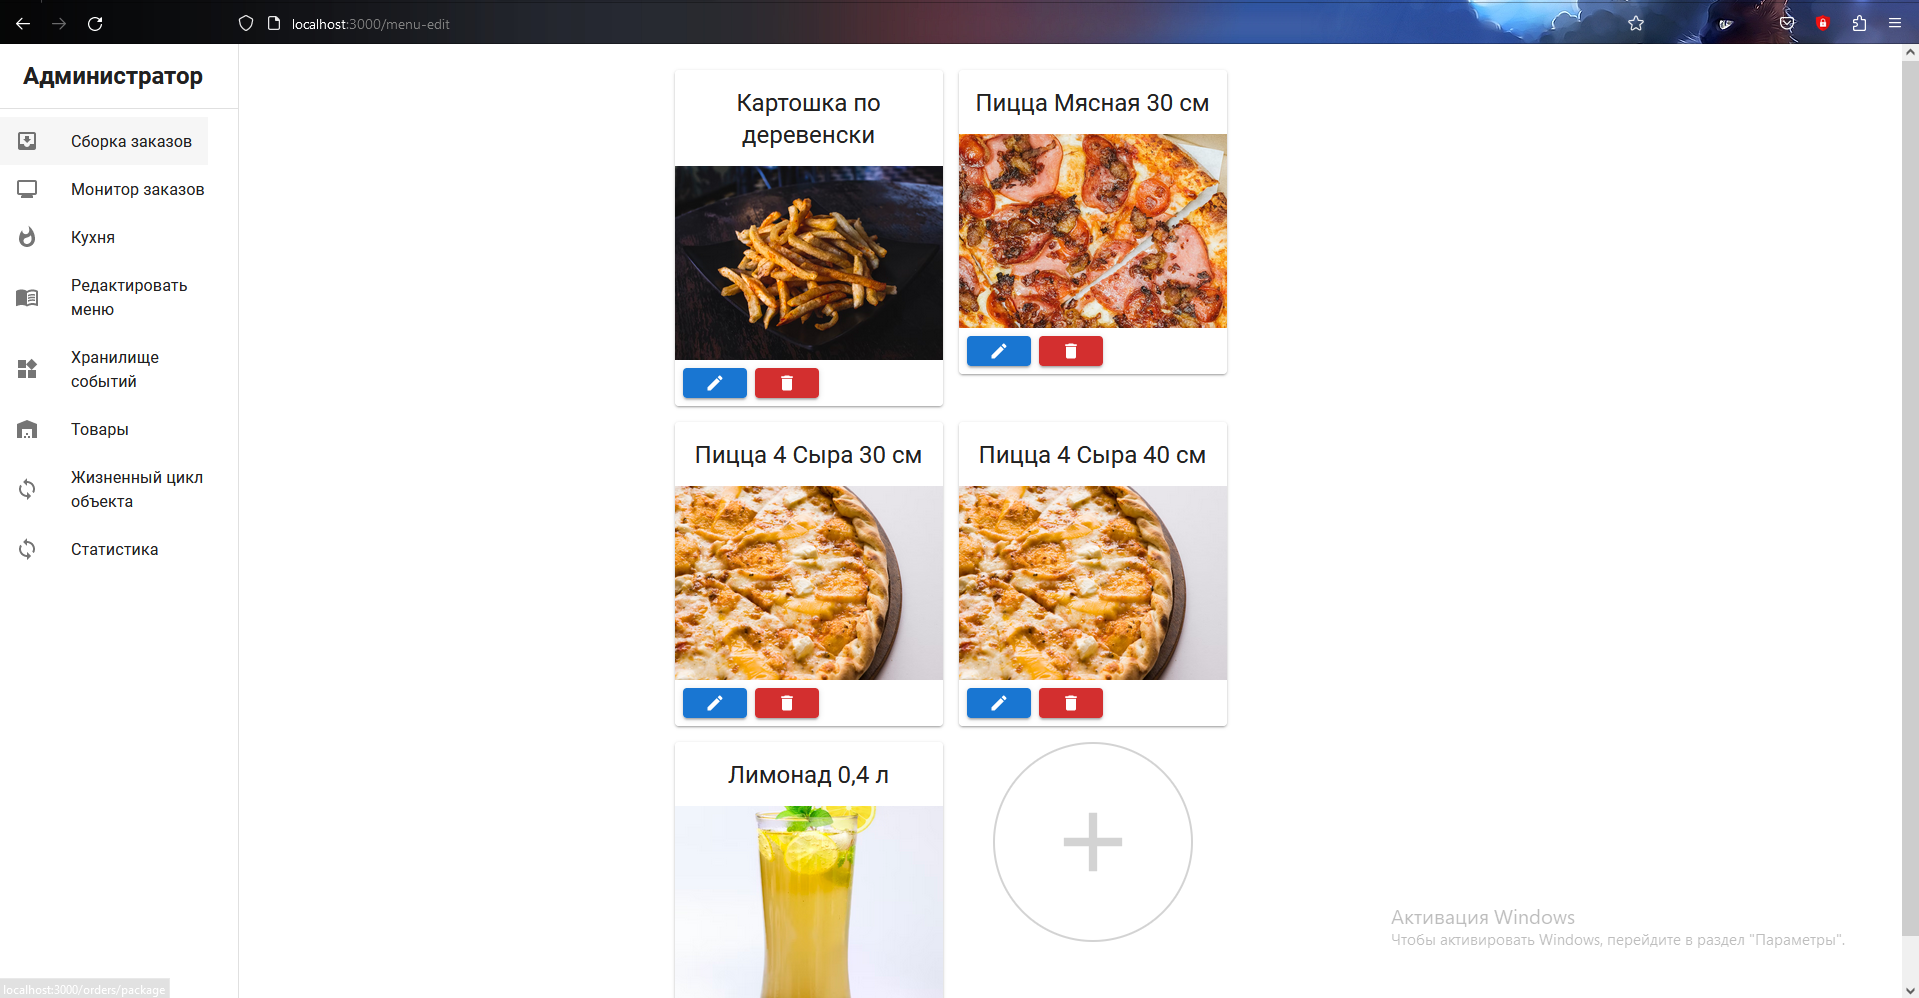 localhost:3000/menu-edit
Администратор
Сборка заказов
Монитор заказов
Кухня
Редактировать
меню
Хранилище
событий
Товары
Жизненный цикл
объекта
Статистика
Картошка по
деревенски
Пицца Мясная 30 см
Пицца 4 Сыра 30 см
Пицца 4 Сыра 40 см
Лимонад 0,4 л
Активация Windows
Чтобы активировать Windows, перейдите в раздел "Параметры".
localhost:3000/orders/package